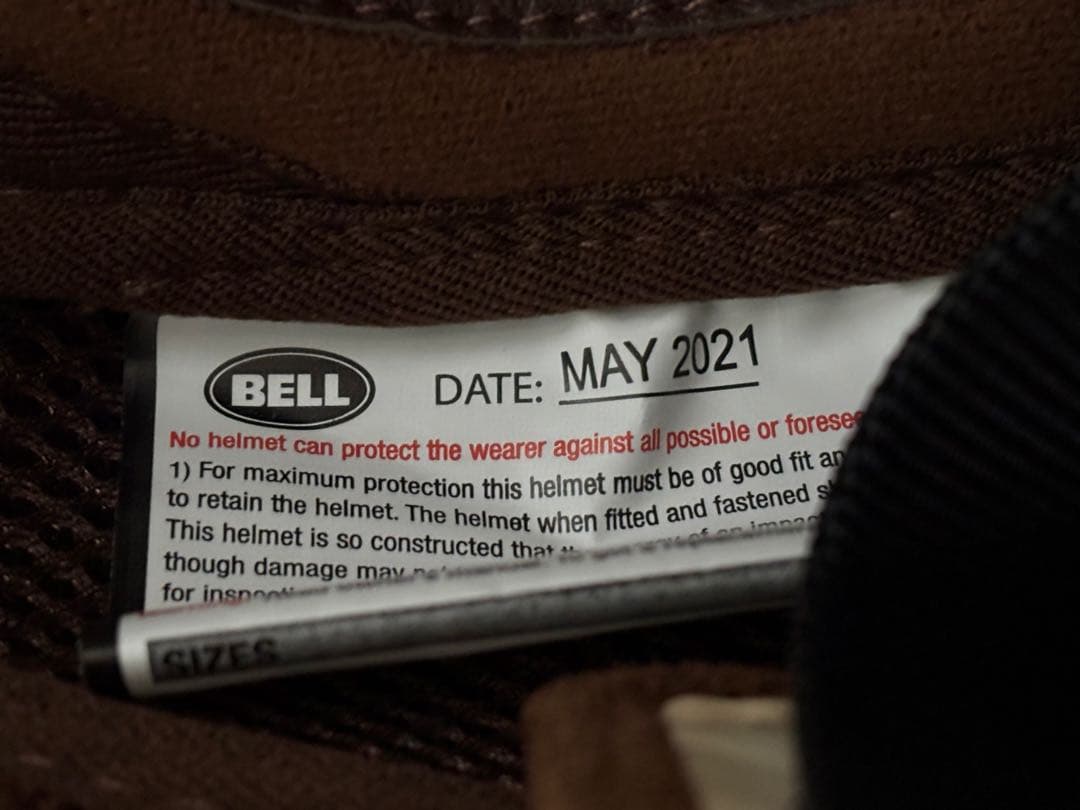 BELL
DATE: MAY 2021
No helmet can protect the wearer against all possible or foresee
1) For maximum protection this helmet must be of good fit an
to retain the helmet. The helmet when fitted and fastened s
This helmet is so constructed that
though damage may
for
SIZES